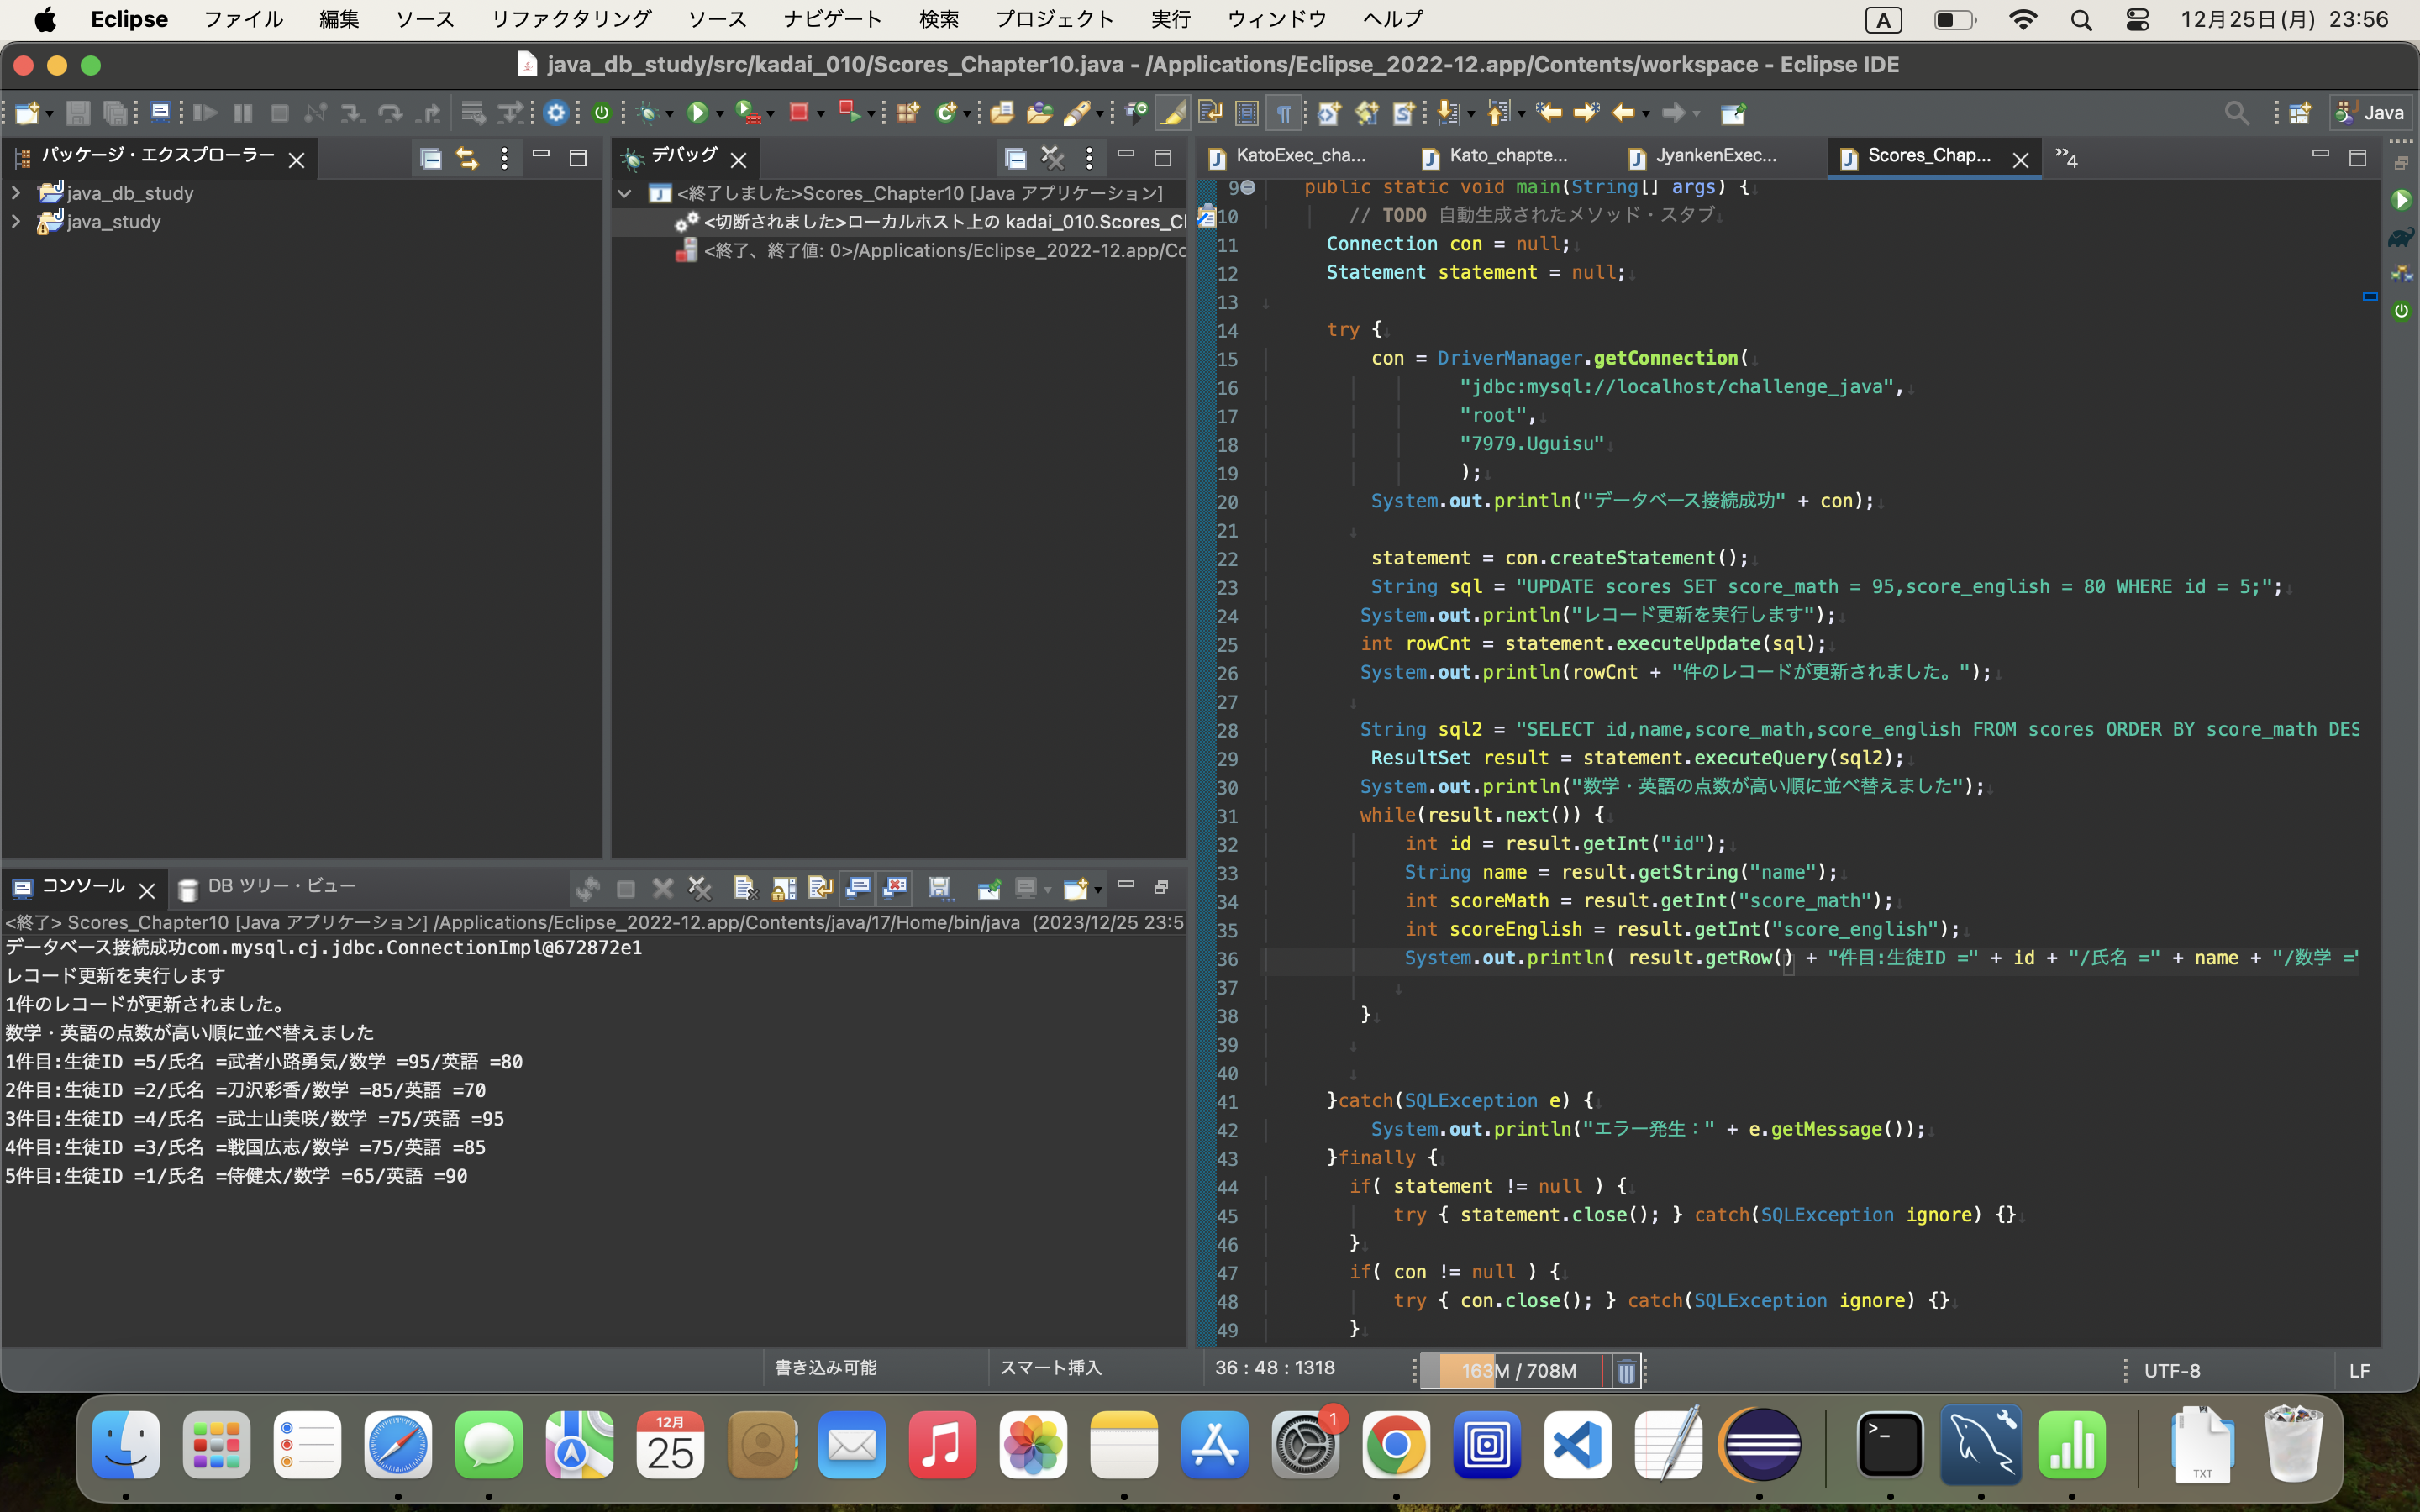 Eclipse ファイル 編集 ソース リファクタリング ソース ナビゲート 検索 プロジェクト 実行 ウィンドウ ヘルプ A 12月25日(月) 23:56
java_db_study/src/kadai_010/Scores_Chapter10.java - /Applications/Eclipse_2022-12.app/Contents/workspace - Eclipse IDE
Java
パッケージ・エクスプローラー
java_db_study
java_study
デバッグ
<終了しました>Scores_Chapter10 [Java アプリケーション]
<切断されました>ローカルホスト上の kadai_010.Scores_Cl
<終了、終了値: 0>/Applications/Eclipse_2022-12.app/Co
KatoExec_cha... Kato_chapte... JyankenExec... Scores_Chap... »4
9 public static void main(String[] args) {
10 // TODO 自動生成されたメソッド・スタブ
11 Connection con = null;
12 Statement statement = null;
13
14 try {
15 con = DriverManager.getConnection(
16 "jdbc:mysql://localhost/challenge_java",
17 "root",
18 "7979.Uguisu"
19 );
20 System.out.println("データベース接続成功" + con);
21
22 statement = con.createStatement();
23 String sql = "UPDATE scores SET score_math = 95,score_english = 80 WHERE id = 5;";
24 System.out.println("レコード更新を実行します");
25 int rowCnt = statement.executeUpdate(sql);
26 System.out.println(rowCnt + "件のレコードが更新されました。");
27
28 String sql2 = "SELECT id,name,score_math,score_english FROM scores ORDER BY score_math DES
29 ResultSet result = statement.executeQuery(sql2);
30 System.out.println("数学・英語の点数が高い順に並べ替えました");
31 while(result.next()) {
32 int id = result.getInt("id");
33 String name = result.getString("name");
34 int scoreMath = result.getInt("score_math");
35 int scoreEnglish = result.getInt("score_english");
36 System.out.println( result.getRow() + "件目:生徒ID =" + id + "/氏名 =" + name + "/数学 ="
37
38 }
39
40
41 }catch(SQLException e) {
42 System.out.println("エラー発生：" + e.getMessage());
43 }finally {
44 if( statement != null ) {
45 try { statement.close(); } catch(SQLException ignore) {}
46 }
47 if( con != null ) {
48 try { con.close(); } catch(SQLException ignore) {}
49 }
コンソール DB ツリー・ビュー
<終了> Scores_Chapter10 [Java アプリケーション] /Applications/Eclipse_2022-12.app/Contents/java/17/Home/bin/java (2023/12/25 23:5
データベース接続成功com.mysql.cj.jdbc.ConnectionImpl@672872e1
レコード更新を実行します
1件のレコードが更新されました。
数学・英語の点数が高い順に並べ替えました
1件目:生徒ID =5/氏名 =武者小路勇気/数学 =95/英語 =80
2件目:生徒ID =2/氏名 =刀沢彩香/数学 =85/英語 =70
3件目:生徒ID =4/氏名 =武士山美咲/数学 =75/英語 =95
4件目:生徒ID =3/氏名 =戦国広志/数学 =75/英語 =85
5件目:生徒ID =1/氏名 =侍健太/数学 =65/英語 =90
書き込み可能 スマート挿入 36 : 48 : 1318 163M / 708M UTF-8 LF
12月
25
1
TXT